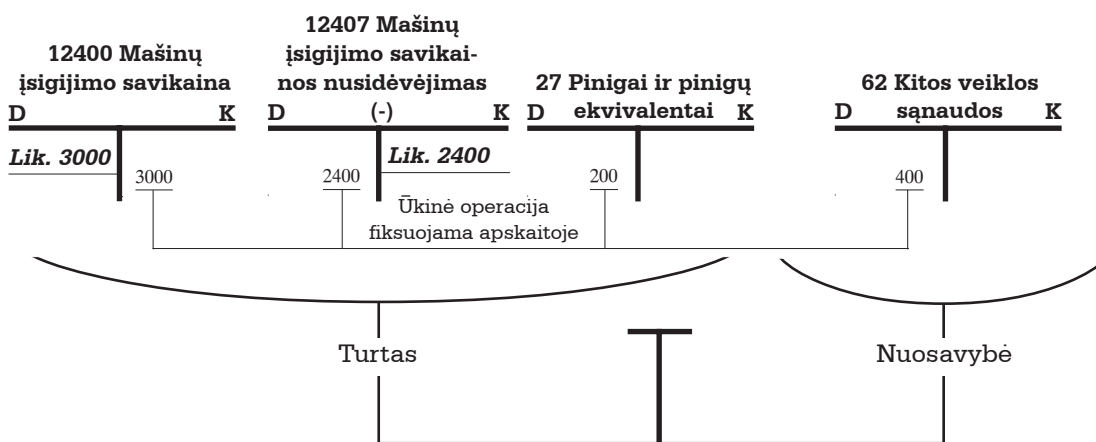 12400 Mašinų
įsigijimo savikaina
D K
12407 Mašinų
įsigijimo savikai-
nos nusidėvėjimas
D (-) K
27 Pinigai ir pinigų
D ekvivalentai K
62 Kitos veiklos
D sąnaudos K
Lik. 3000
3000
2400
Lik. 2400
200
400
Ūkinė operacija
fiksuojama apskaitoje
Turtas
Nuosavybė